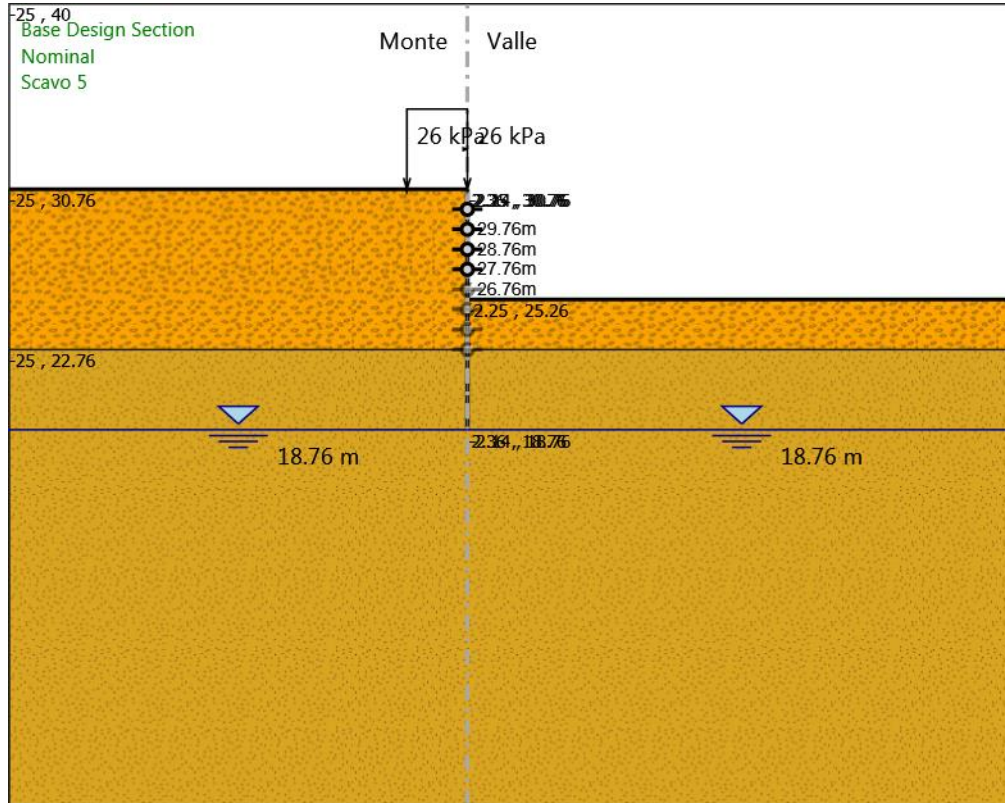 -25 , 40
Base Design Section
Nominal
Scavo 5
Monte
Valle
26 kPa
26 kPa
-25 , 30.76
29.76m
28.76m
27.76m
26.76m
-2.25 , 25.26
-25 , 22.76
18.76 m
18.76 m